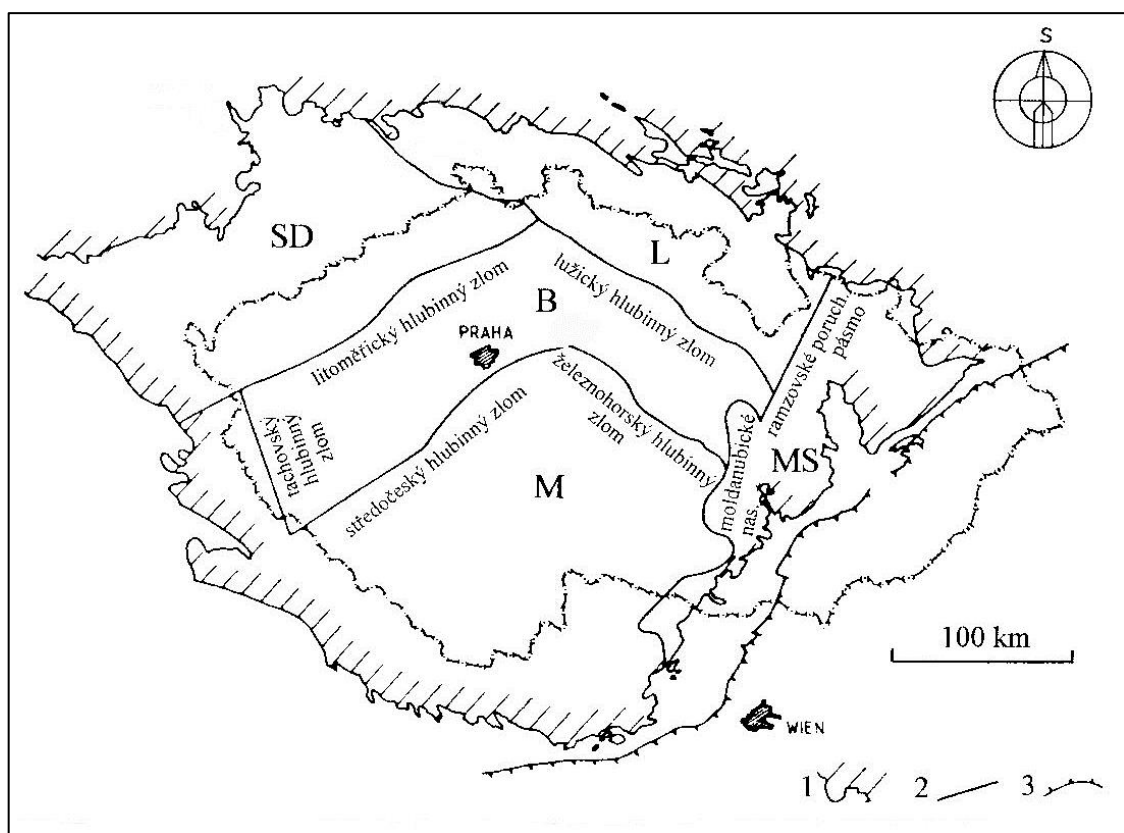 S
SD
L
B
PRAHA
litoměřický hlubinný zlom
lužický hlubinný zlom
ramzovské poruch.
pásmo
tachovský
hlubinný
zlom
středočeský hlubinný zlom
železnohorský hlubinný
zlom
moldanubické
nas.
MS
M
100 km
WIEN
1 2 3